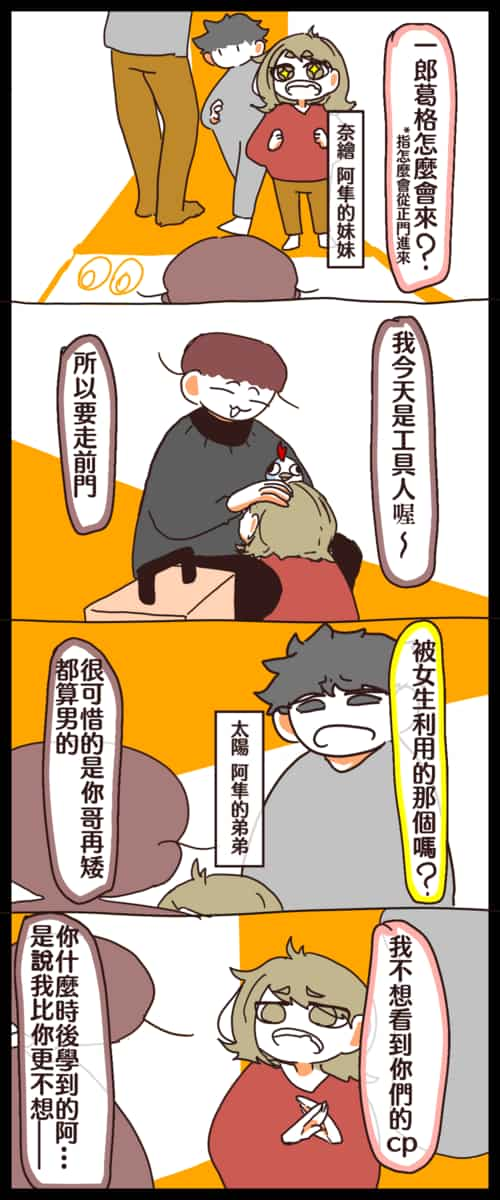 一郎葛格怎麼會來？
*指怎麼會從正門進來
奈繪 阿隼的妹妹
我今天是工具人喔～
所以要走前門
被女生利用的那個嗎？
太陽 阿隼的弟弟
很可惜的是你哥再矮
都算男的
我不想看到你們的cp
你什麼時後學到的阿…
是說我比你更不想——